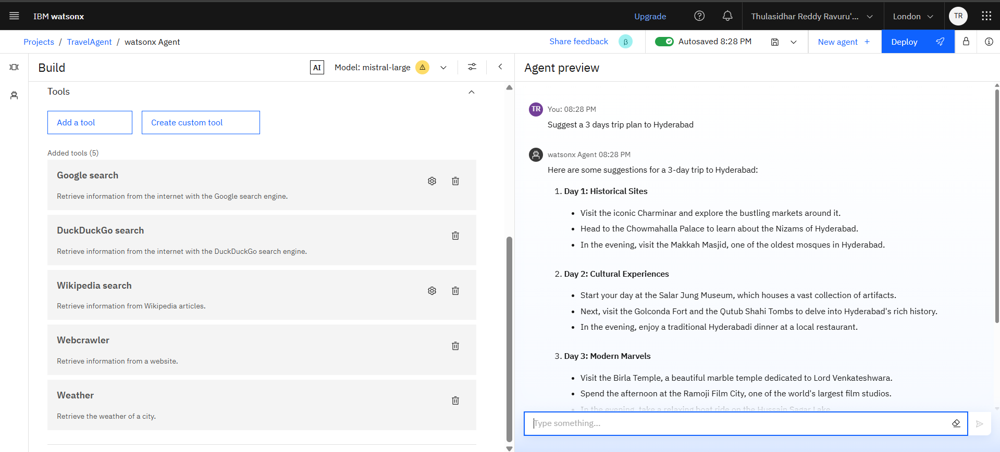 IBM watsonx
Upgrade
Thulasidhar Reddy Ravuru'...
London
TR
Projects / TravelAgent / watsonx Agent
Share feedback
β
Autosaved 8:28 PM
New agent +
Deploy
Build
AI
Model: mistral-large
Agent preview
Tools
Add a tool
Create custom tool
Added tools (5)
Google search
Retrieve information from the internet with the Google search engine.
DuckDuckGo search
Retrieve information from the internet with the DuckDuckGo search engine.
Wikipedia search
Retrieve information from Wikipedia articles.
Webcrawler
Retrieve information from a website.
Weather
Retrieve the weather of a city.
TR
You: 08:28 PM
Suggest a 3 days trip plan to Hyderabad
watsonx Agent 08:28 PM
Here are some suggestions for a 3-day trip to Hyderabad:
1. Day 1: Historical Sites
• Visit the iconic Charminar and explore the bustling markets around it.
• Head to the Chowmahalla Palace to learn about the Nizams of Hyderabad.
• In the evening, visit the Makkah Masjid, one of the oldest mosques in Hyderabad.
2. Day 2: Cultural Experiences
• Start your day at the Salar Jung Museum, which houses a vast collection of artifacts.
• Next, visit the Golconda Fort and the Qutub Shahi Tombs to delve into Hyderabad's rich history.
• In the evening, enjoy a traditional Hyderabadi dinner at a local restaurant.
3. Day 3: Modern Marvels
• Visit the Birla Temple, a beautiful marble temple dedicated to Lord Venkateshwara.
• Spend the afternoon at the Ramoji Film City, one of the world's largest film studios.
• In the evening, take a relaxing boat ride on the Hussain Sagar Lake.
Type something...